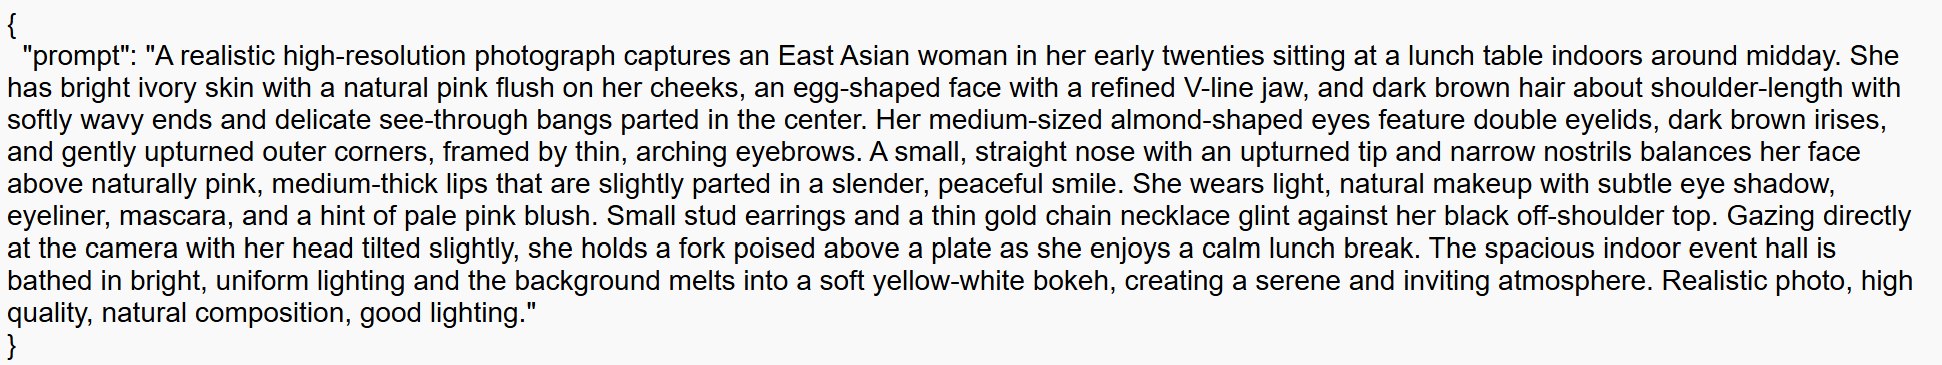 {
"prompt": "A realistic high-resolution photograph captures an East Asian woman in her early twenties sitting at a lunch table indoors around midday. She
has bright ivory skin with a natural pink flush on her cheeks, an egg-shaped face with a refined V-line jaw, and dark brown hair about shoulder-length with
softly wavy ends and delicate see-through bangs parted in the center. Her medium-sized almond-shaped eyes feature double eyelids, dark brown irises,
and gently upturned outer corners, framed by thin, arching eyebrows. A small, straight nose with an upturned tip and narrow nostrils balances her face
above naturally pink, medium-thick lips that are slightly parted in a slender, peaceful smile. She wears light, natural makeup with subtle eye shadow,
eyeliner, mascara, and a hint of pale pink blush. Small stud earrings and a thin gold chain necklace glint against her black off-shoulder top. Gazing directly
at the camera with her head tilted slightly, she holds a fork poised above a plate as she enjoys a calm lunch break. The spacious indoor event hall is
bathed in bright, uniform lighting and the background melts into a soft yellow-white bokeh, creating a serene and inviting atmosphere. Realistic photo, high
quality, natural composition, good lighting."
}